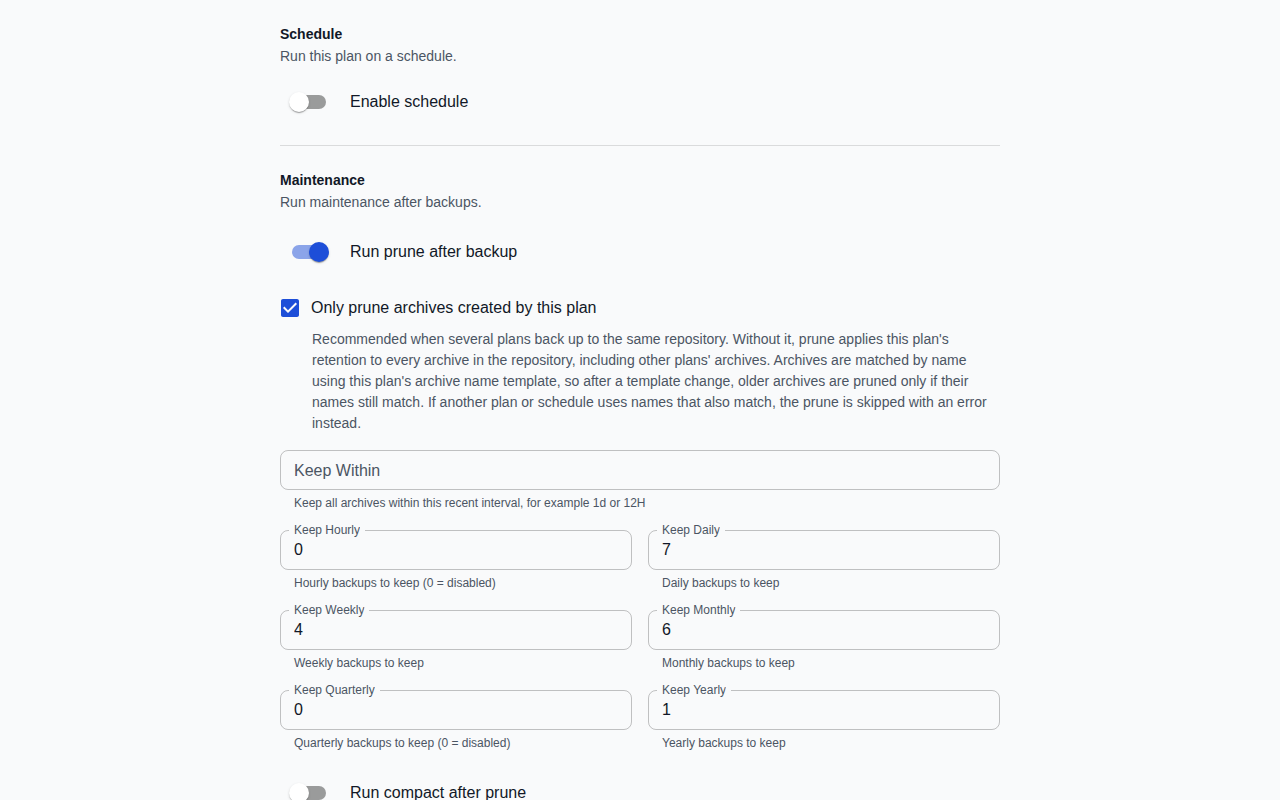 Schedule
Run this plan on a schedule.
Enable schedule
Maintenance
Run maintenance after backups.
Run prune after backup
Only prune archives created by this plan
Recommended when several plans back up to the same repository. Without it, prune applies this plan's
retention to every archive in the repository, including other plans' archives. Archives are matched by name
using this plan's archive name template, so after a template change, older archives are pruned only if their
names still match. If another plan or schedule uses names that also match, the prune is skipped with an error
instead.
Keep Within
Keep all archives within this recent interval, for example 1d or 12H
Keep Hourly
0
Hourly backups to keep (0 = disabled)
Keep Daily
7
Daily backups to keep
Keep Weekly
4
Weekly backups to keep
Keep Monthly
6
Monthly backups to keep
Keep Quarterly
0
Quarterly backups to keep (0 = disabled)
Keep Yearly
1
Yearly backups to keep
Run compact after prune